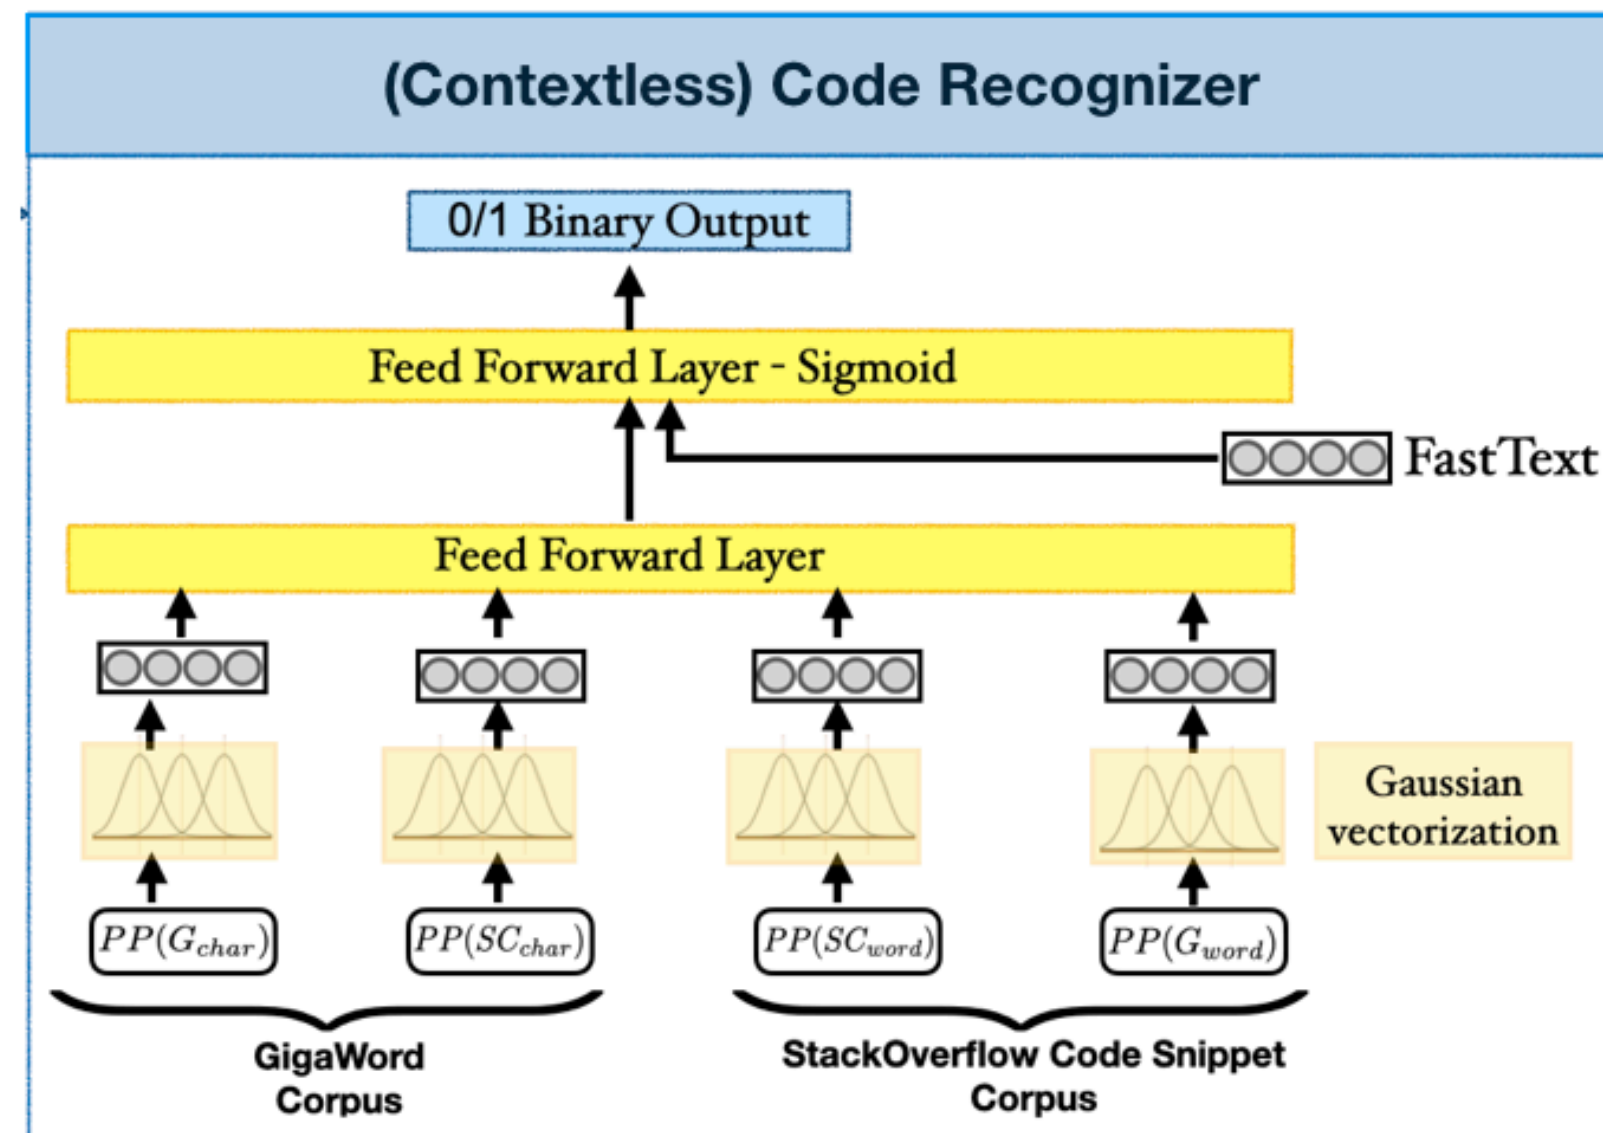 (Contextless) Code Recognizer
0/1 Binary Output
Feed Forward Layer - Sigmoid
FastText
Feed Forward Layer
Gaussian
vectorization
PP(G_char) PP(SC_char) PP(SC_word) PP(G_word)
GigaWord
Corpus
StackOverflow Code Snippet
Corpus